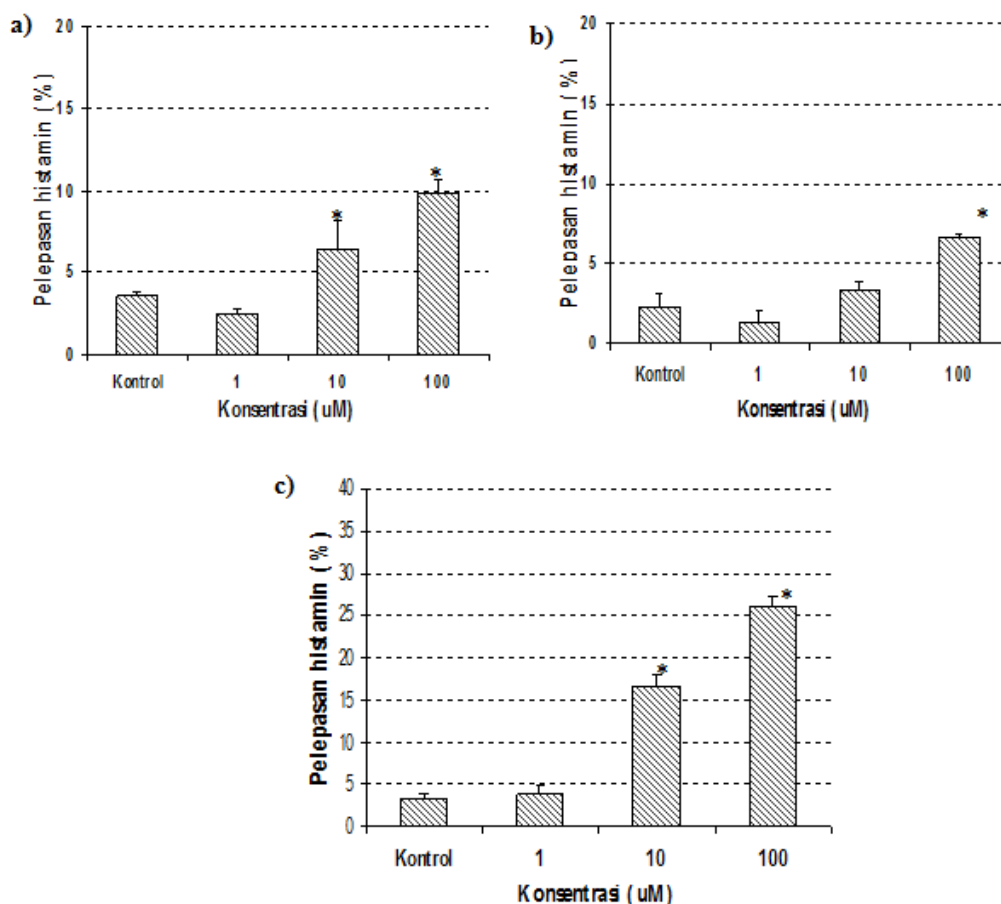 a)
Pelepasan histamin (%)
20
15
10
5
0
*
*
Kontrol 1 10 100
Konsentrasi (uM)
b)
Pelepasan histamin (%)
20
15
10
5
0
*
Kontrol 1 10 100
Konsentrasi (uM)
c)
Pelepasan histamin (%)
40
35
30
25
20
15
10
5
0
*
*
Kontrol 1 10 100
Konsentrasi (uM)